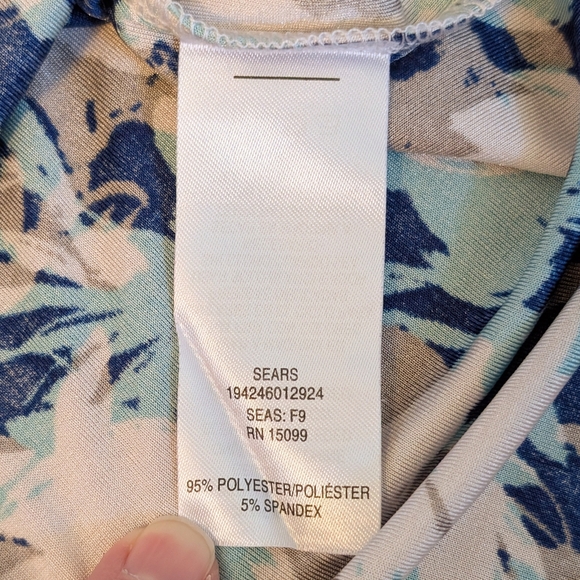 SEARS
194246012924
SEAS: F9
RN 15099
95% POLYESTER/POLIÉSTER
5% SPANDEX